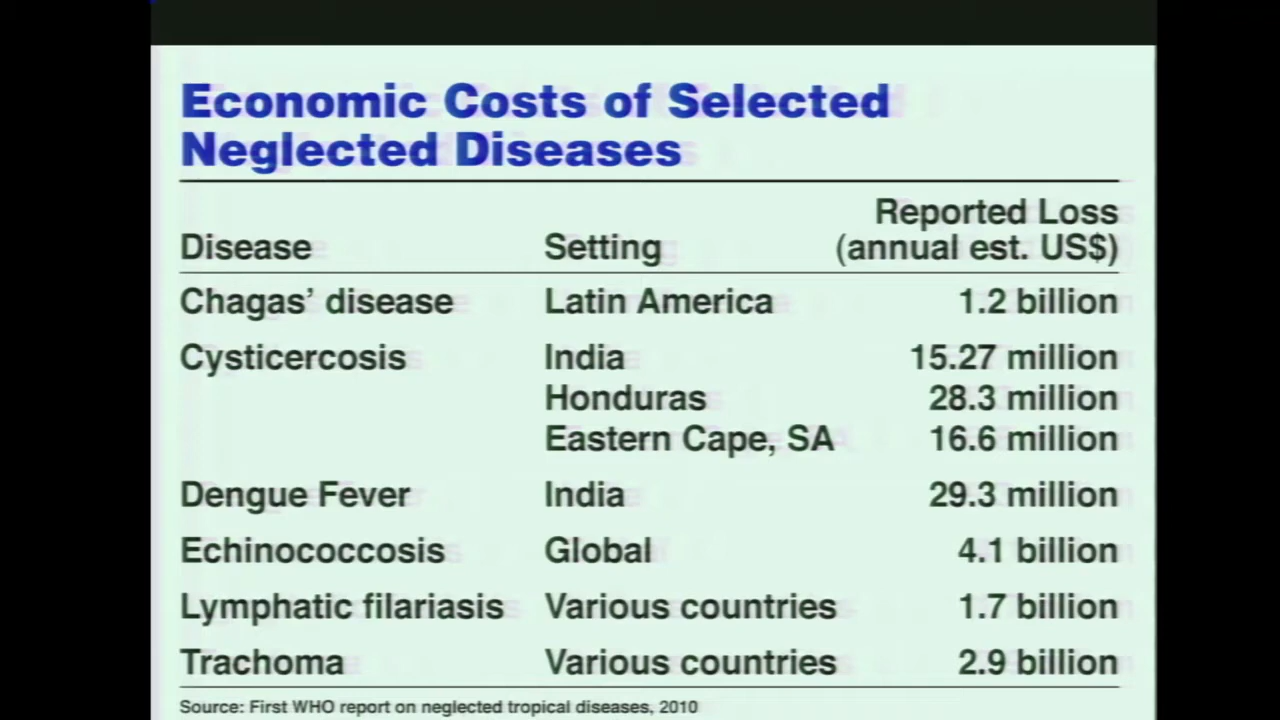 Economic Costs of Selected
Neglected Diseases
Reported Loss
Disease Setting (annual est. US$)
Chagas’ disease Latin America 1.2 billion
Cysticercosis India 15.27 million
Honduras 28.3 million
Eastern Cape, SA 16.6 million
Dengue Fever India 29.3 million
Echinococcosis Global 4.1 billion
Lymphatic filariasis Various countries 1.7 billion
Trachoma Various countries 2.9 billion
Source: First WHO report on neglected tropical diseases, 2010